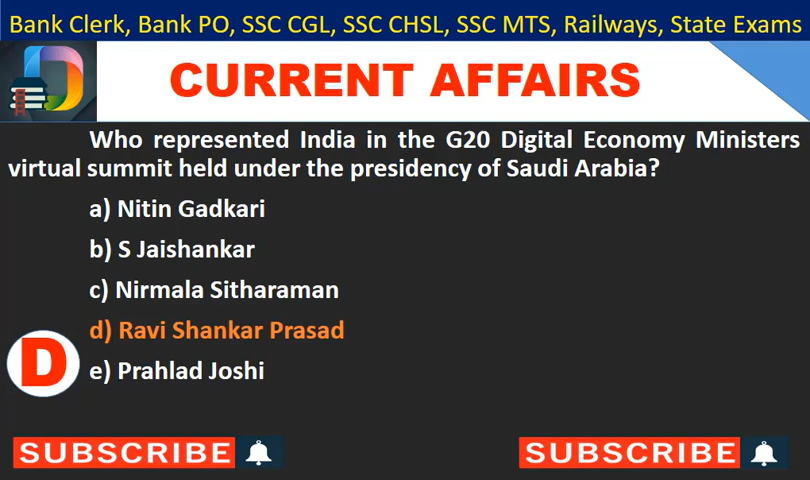 Bank Clerk, Bank PO, SSC CGL, SSC CHSL, SSC MTS, Railways, State Exams
CURRENT AFFAIRS
Who represented India in the G20 Digital Economy Ministers
virtual summit held under the presidency of Saudi Arabia?
a) Nitin Gadkari
b) S Jaishankar
c) Nirmala Sitharaman
d) Ravi Shankar Prasad
D
e) Prahlad Joshi
SUBSCRIBE
SUBSCRIBE